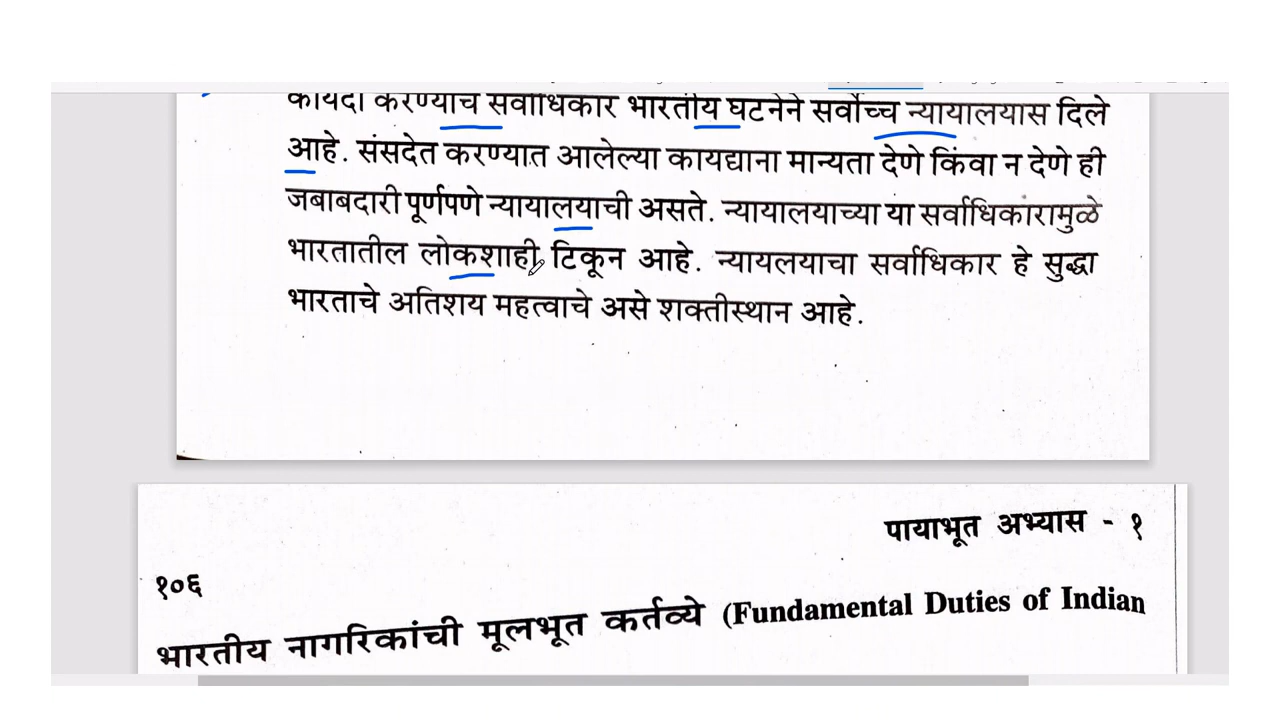 कायदा करण्याचे सर्वाधिकार भारतीय घटनेने सर्वोच्च न्यायालयास दिले
आहे. संसदेत करण्यात आलेल्या कायद्याना मान्यता देणे किंवा न देणे ही
जबाबदारी पूर्णपणे न्यायालयाची असते. न्यायालयाच्या या सर्वाधिकारामुळे
भारतातील लोकशाही टिकून आहे. न्यायलयाचा सर्वाधिकार हे सुद्धा
भारताचे अतिशय महत्वाचे असे शक्तीस्थान आहे.
पायाभूत अभ्यास - १
१०६
भारतीय नागरिकांची मूलभूत कर्तव्ये (Fundamental Duties of Indian